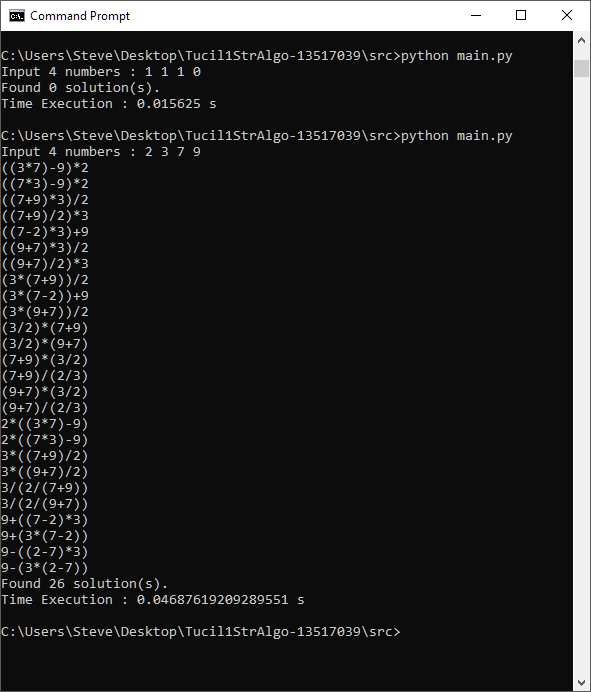 Command Prompt
C:\Users\Steve\Desktop\Tucil1StrAlgo-13517039\src>python main.py
Input 4 numbers : 1 1 1 0
Found 0 solution(s).
Time Execution : 0.015625 s
C:\Users\Steve\Desktop\Tucil1StrAlgo-13517039\src>python main.py
Input 4 numbers : 2 3 7 9
((3*7)-9)*2
((7*3)-9)*2
((7+9)*3)/2
((7+9)/2)*3
((7-2)*3)+9
((9+7)*3)/2
((9+7)/2)*3
(3*(7+9))/2
(3*(7-2))+9
(3*(9+7))/2
(3/2)*(7+9)
(3/2)*(9+7)
(7+9)*(3/2)
(7+9)/(2/3)
(9+7)*(3/2)
(9+7)/(2/3)
2*((3*7)-9)
2*((7*3)-9)
3*((7+9)/2)
3*((9+7)/2)
3/(2/(7+9))
3/(2/(9+7))
9+((7-2)*3)
9+(3*(7-2))
9-((2-7)*3)
9-(3*(2-7))
Found 26 solution(s).
Time Execution : 0.04687619209289551 s
C:\Users\Steve\Desktop\Tucil1StrAlgo-13517039\src>